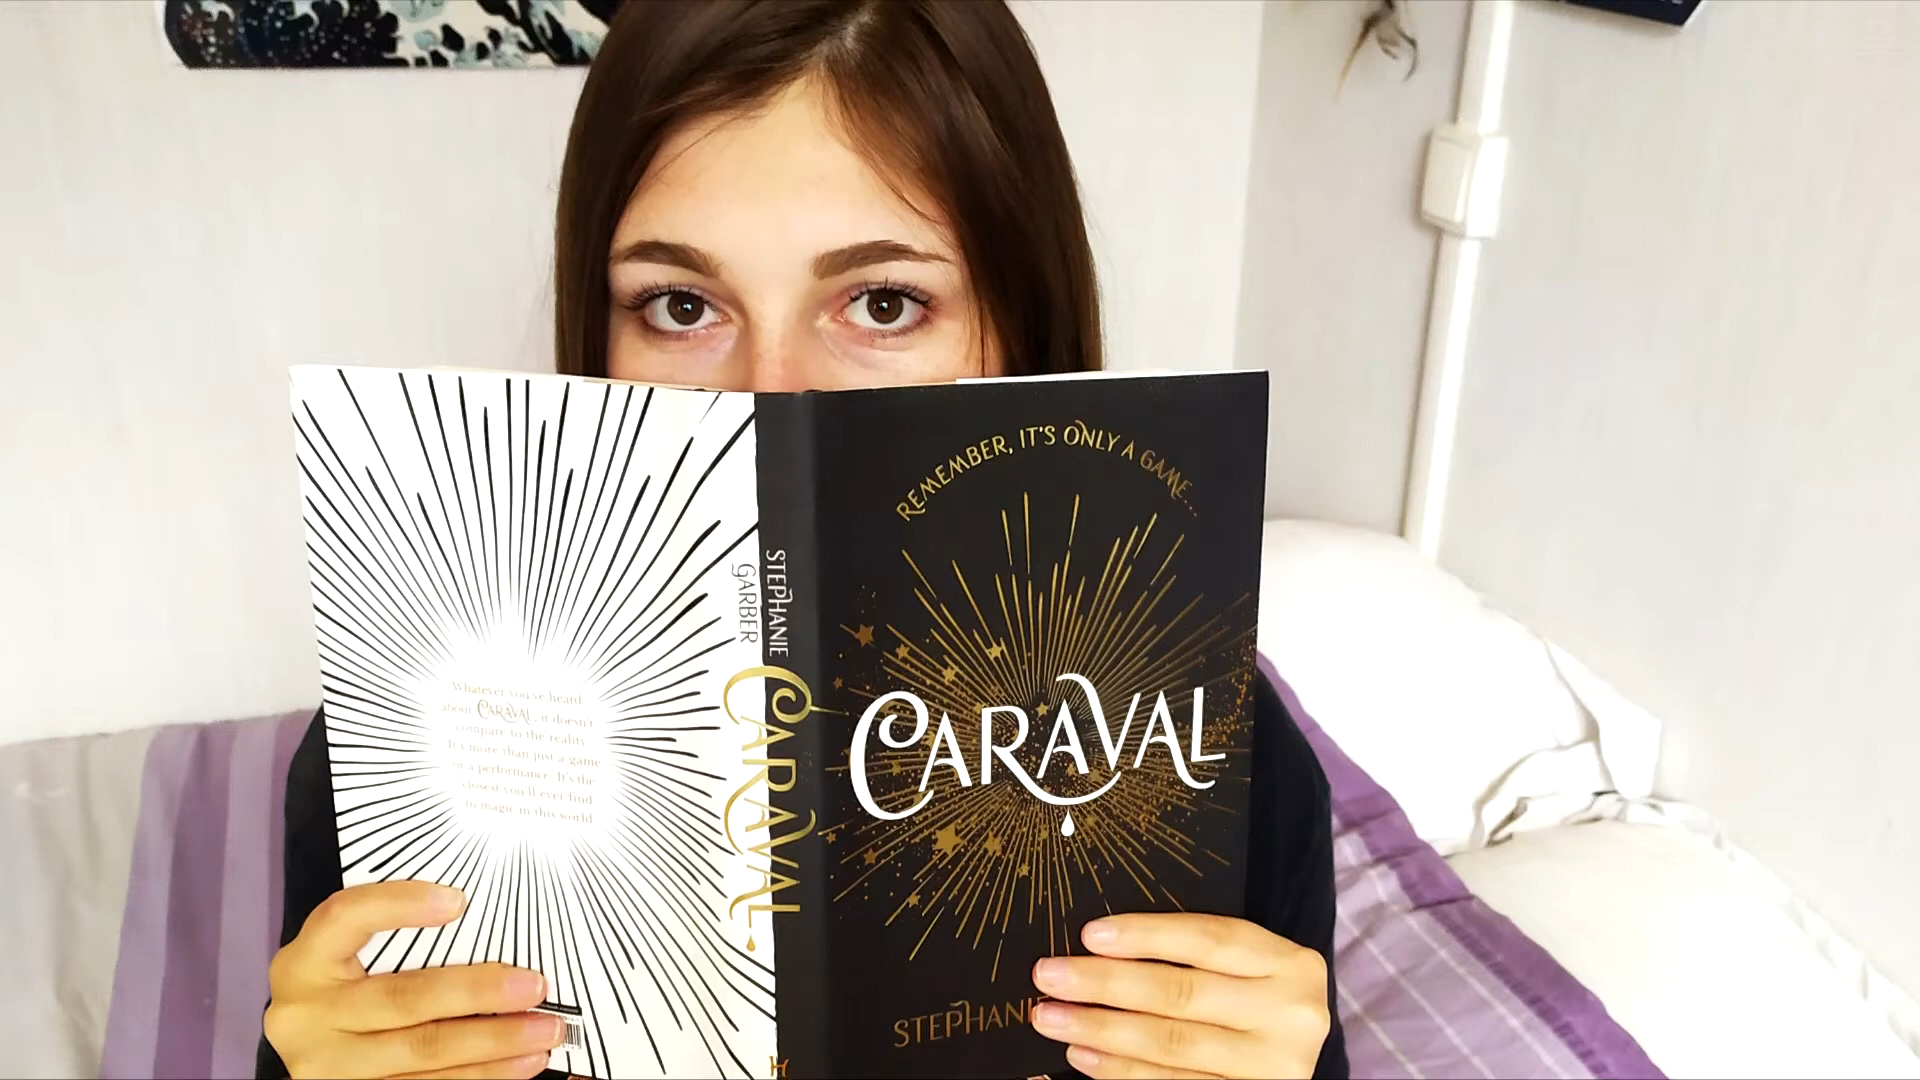 Whatever you've heard
about CARAVAL, it doesn't
compare to the reality.
It's more than just a game
or a performance. It's the
closest you'll ever find
to magic in this world.
STEPHANIE
GARBER
CARAVAL
H
REMEMBER, IT'S ONLY A GAME...
CARAVAL
STEPHANIE